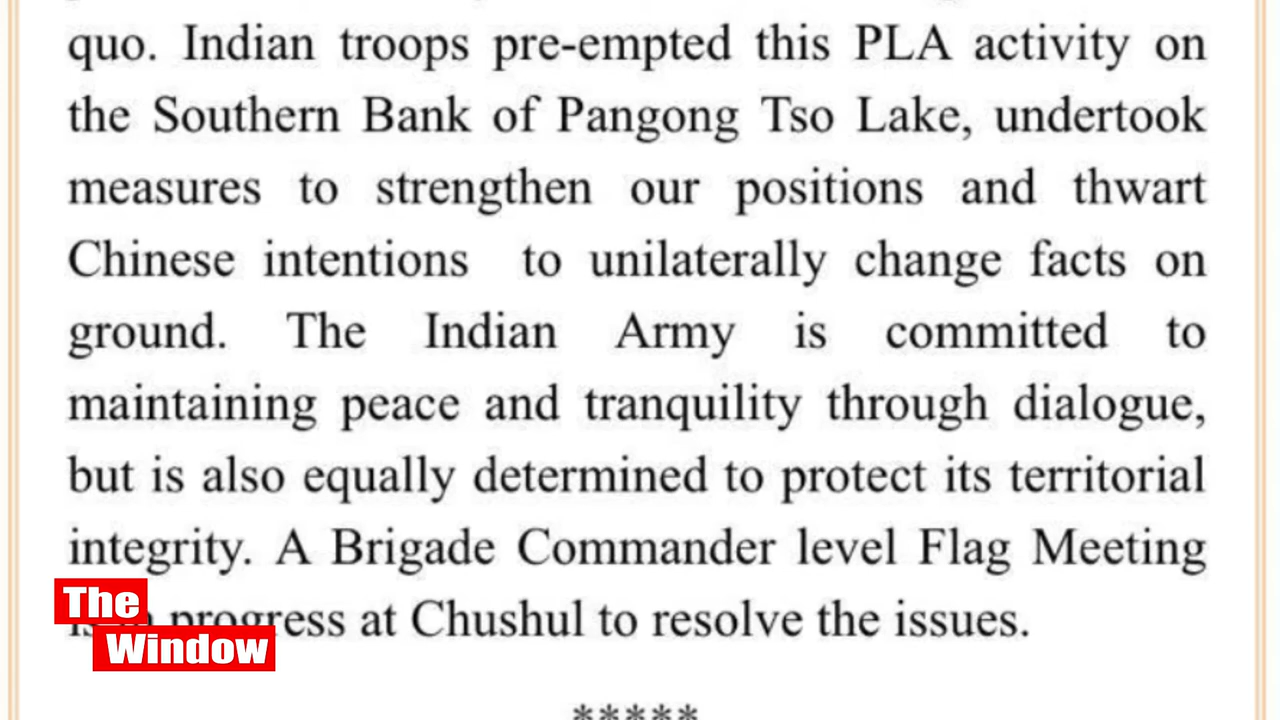 quo. Indian troops pre-empted this PLA activity on
the Southern Bank of Pangong Tso Lake, undertook
measures to strengthen our positions and thwart
Chinese intentions to unilaterally change facts on
ground. The Indian Army is committed to
maintaining peace and tranquility through dialogue,
but is also equally determined to protect its territorial
integrity. A Brigade Commander level Flag Meeting
progress at Chushul to resolve the issues.
The
Window
*****